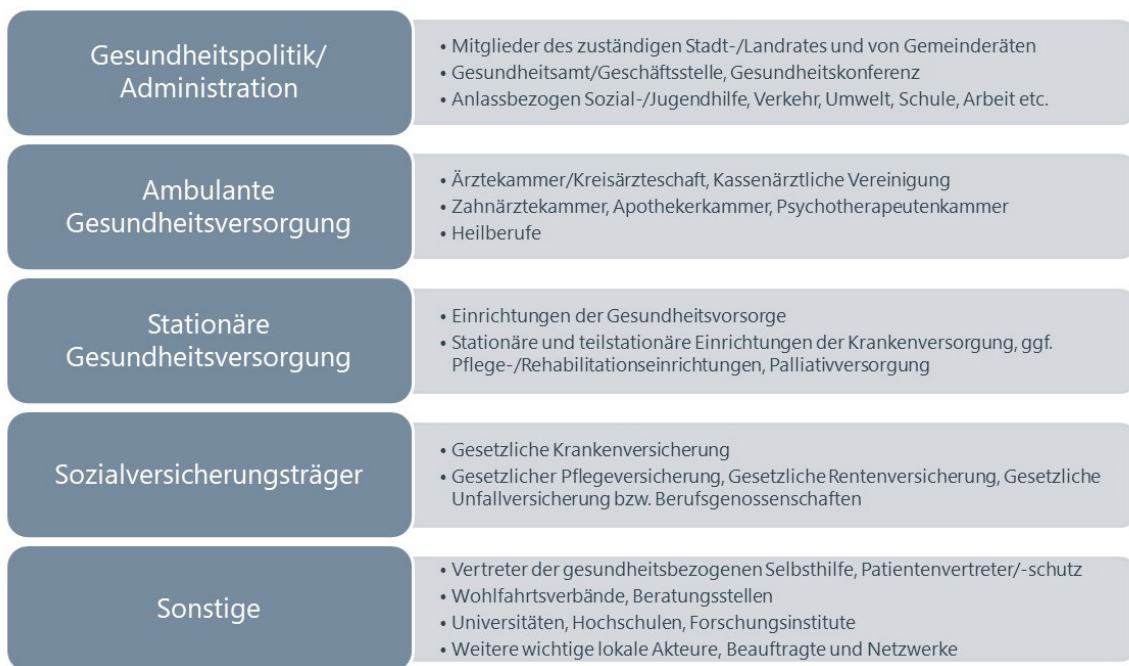 Gesundheitspolitik/
Administration
• Mitglieder des zuständigen Stadt-/Landrates und von Gemeinderäten
• Gesundheitsamt/Geschäftsstelle, Gesundheitskonferenz
• Anlassbezogen Sozial-/Jugendhilfe, Verkehr, Umwelt, Schule, Arbeit etc.
Ambulante
Gesundheitsversorgung
• Ärztekammer/Kreisärzteschaft, Kassenärztliche Vereinigung
• Zahnärztekammer, Apothekerkammer, Psychotherapeutenkammer
• Heilberufe
Stationäre
Gesundheitsversorgung
• Einrichtungen der Gesundheitsvorsorge
• Stationäre und teilstationäre Einrichtungen der Krankenversorgung, ggf.
Pflege-/Rehabilitationseinrichtungen, Palliativversorgung
Sozialversicherungsträger
• Gesetzliche Krankenversicherung
• Gesetzlicher Pflegeversicherung, Gesetzliche Rentenversicherung, Gesetzliche
Unfallversicherung bzw. Berufsgenossenschaften
Sonstige
• Vertreter der gesundheitsbezogenen Selbsthilfe, Patientenvertreter/-schutz
• Wohlfahrtsverbände, Beratungsstellen
• Universitäten, Hochschulen, Forschungsinstitute
• Weitere wichtige lokale Akteure, Beauftragte und Netzwerke